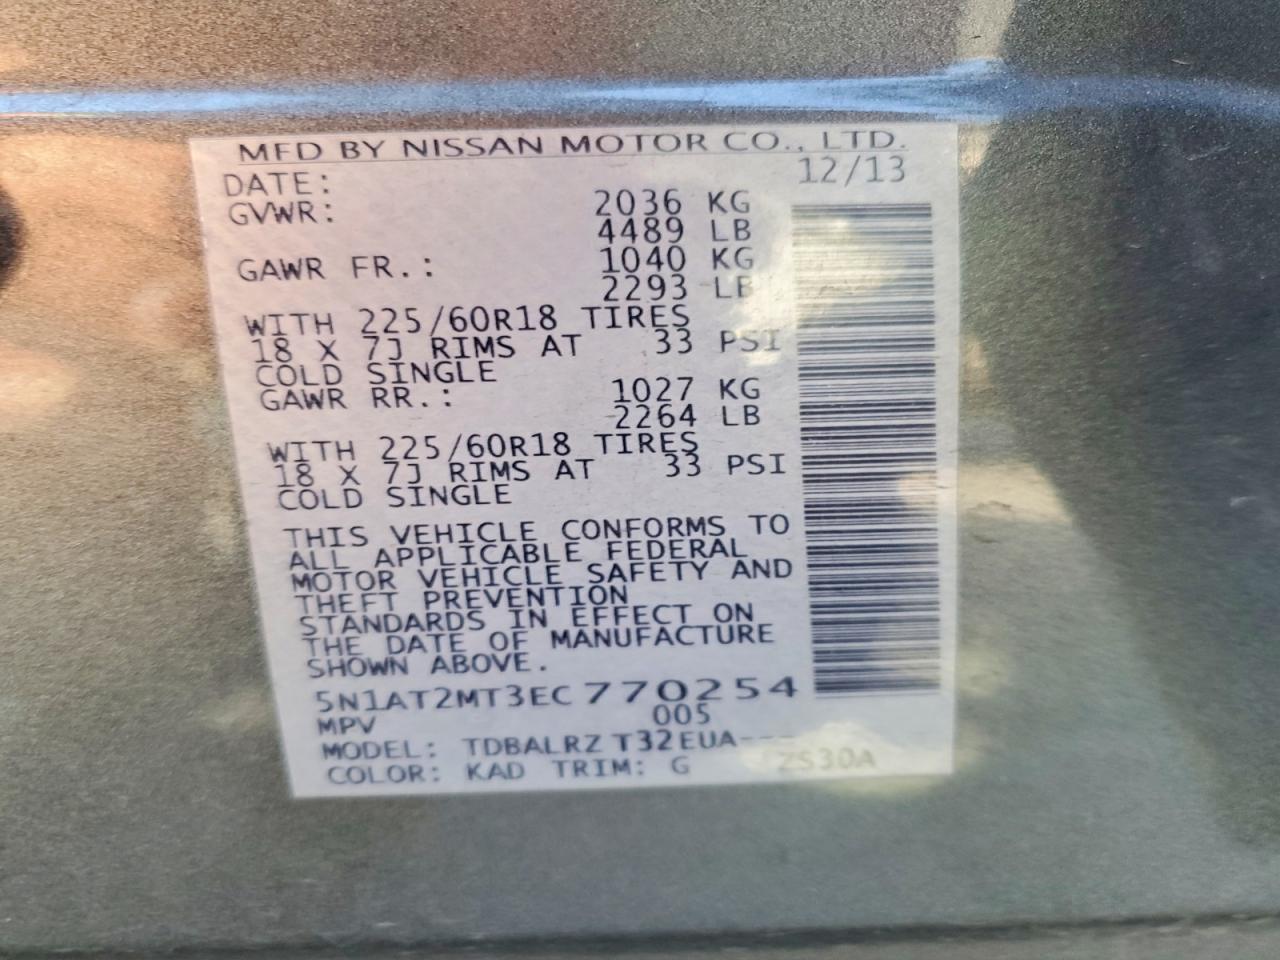 MFD BY NISSAN MOTOR CO., LTD.
DATE: 12/13
GVWR: 2036 KG
4489 LB
GAWR FR.: 1040 KG
2293 LB
WITH 225/60R18 TIRES
18 X 7J RIMS AT 33 PSI
COLD SINGLE
GAWR RR.: 1027 KG
2264 LB
WITH 225/60R18 TIRES
18 X 7J RIMS AT 33 PSI
COLD SINGLE
THIS VEHICLE CONFORMS TO
ALL APPLICABLE FEDERAL
MOTOR VEHICLE SAFETY AND
THEFT PREVENTION
STANDARDS IN EFFECT ON
THE DATE OF MANUFACTURE
SHOWN ABOVE.
5N1AT2MT3EC770254
MPV 005
MODEL: TDBALRZ T32EUA---
COLOR: KAD TRIM: G ZS30A